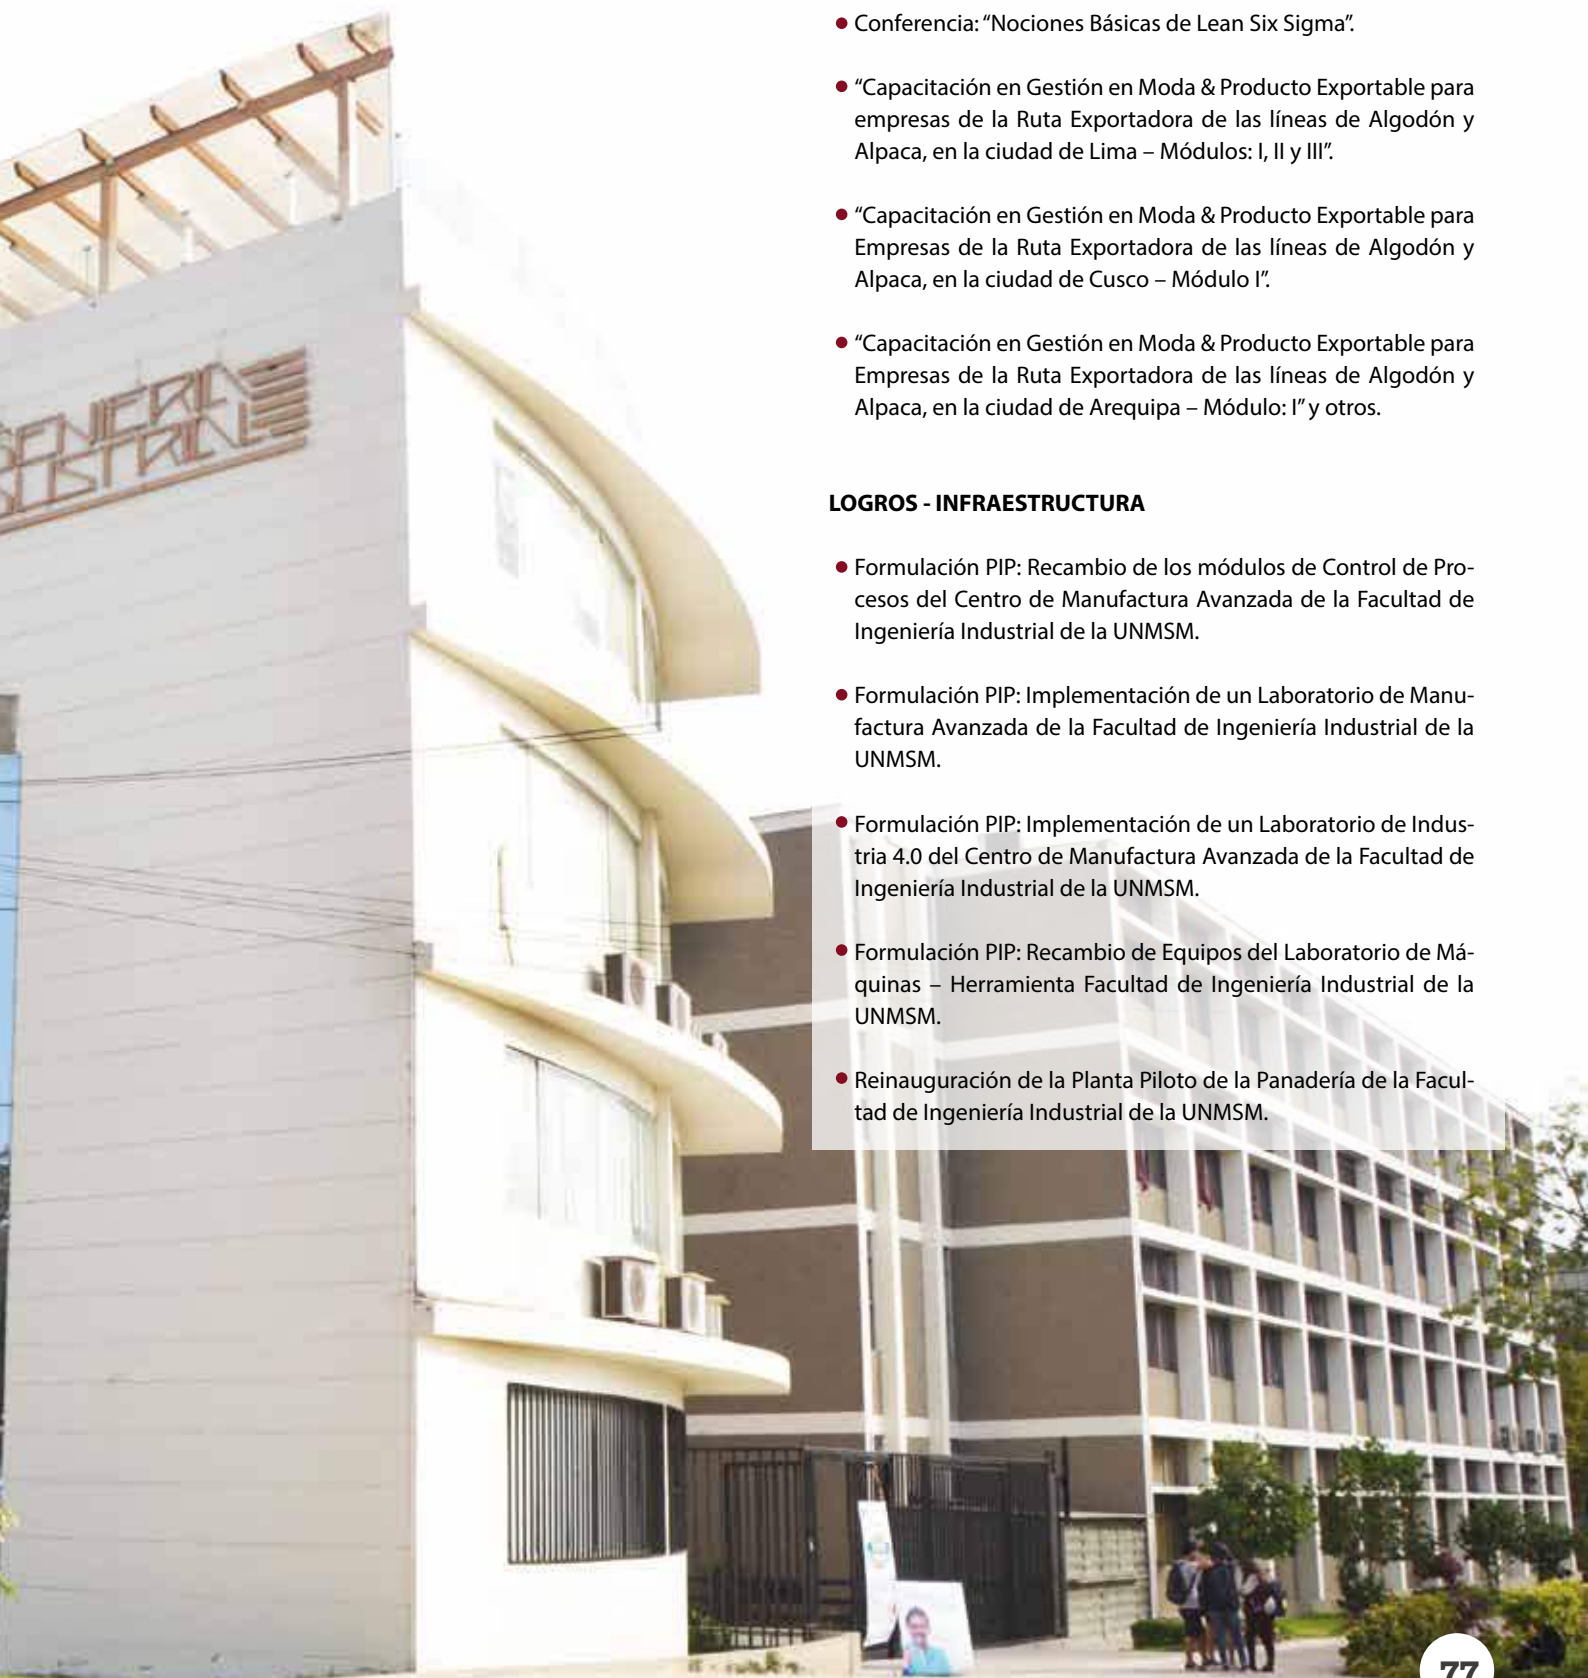 • Conferencia: “Nociones Básicas de Lean Six Sigma”.
• “Capacitación en Gestión en Moda & Producto Exportable para
empresas de la Ruta Exportadora de las líneas de Algodón y
Alpaca, en la ciudad de Lima – Módulos: I, II y III”.
• “Capacitación en Gestión en Moda & Producto Exportable para
Empresas de la Ruta Exportadora de las líneas de Algodón y
Alpaca, en la ciudad de Cusco – Módulo I”.
• “Capacitación en Gestión en Moda & Producto Exportable para
Empresas de la Ruta Exportadora de las líneas de Algodón y
Alpaca, en la ciudad de Arequipa – Módulo: I” y otros.
GENIERIA
DUSTRIAL
LOGROS - INFRAESTRUCTURA
• Formulación PIP: Recambio de los módulos de Control de Pro-
cesos del Centro de Manufactura Avanzada de la Facultad de
Ingeniería Industrial de la UNMSM.
• Formulación PIP: Implementación de un Laboratorio de Manu-
factura Avanzada de la Facultad de Ingeniería Industrial de la
UNMSM.
• Formulación PIP: Implementación de un Laboratorio de Indus-
tria 4.0 del Centro de Manufactura Avanzada de la Facultad de
Ingeniería Industrial de la UNMSM.
• Formulación PIP: Recambio de Equipos del Laboratorio de Má-
quinas – Herramienta Facultad de Ingeniería Industrial de la
UNMSM.
• Reinauguración de la Planta Piloto de la Panadería de la Facul-
tad de Ingeniería Industrial de la UNMSM.
77